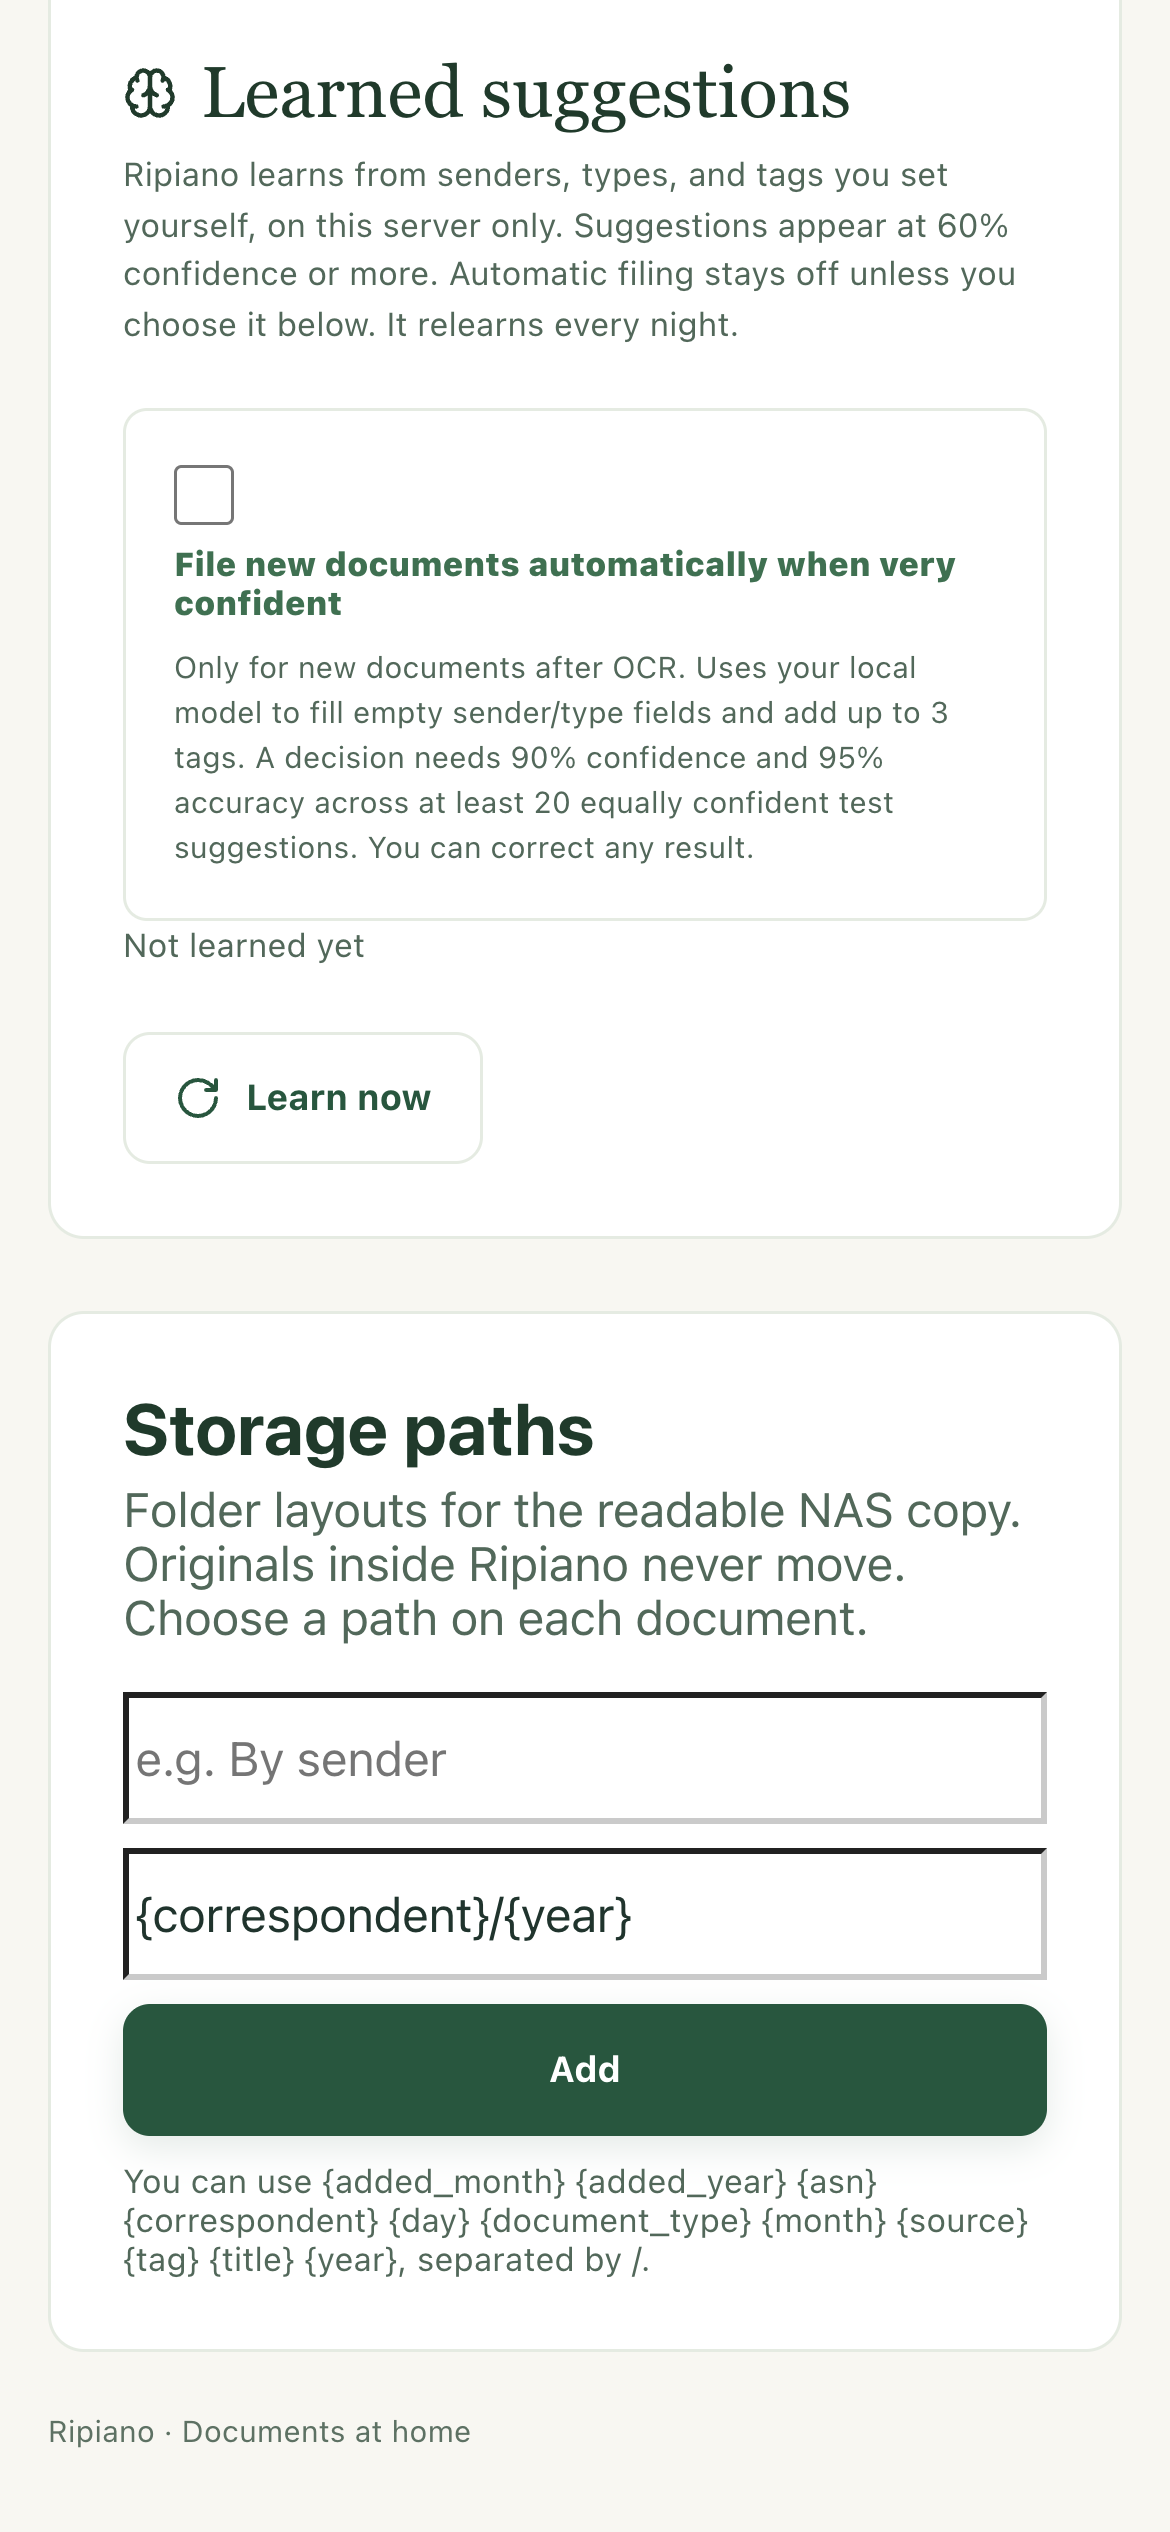 Learned suggestions
Ripiano learns from senders, types, and tags you set
yourself, on this server only. Suggestions appear at 60%
confidence or more. Automatic filing stays off unless you
choose it below. It relearns every night.
File new documents automatically when very
confident
Only for new documents after OCR. Uses your local
model to fill empty sender/type fields and add up to 3
tags. A decision needs 90% confidence and 95%
accuracy across at least 20 equally confident test
suggestions. You can correct any result.
Not learned yet
Learn now
Storage paths
Folder layouts for the readable NAS copy.
Originals inside Ripiano never move.
Choose a path on each document.
e.g. By sender
{correspondent}/{year}
Add
You can use {added_month} {added_year} {asn}
{correspondent} {day} {document_type} {month} {source}
{tag} {title} {year}, separated by /.
Ripiano · Documents at home